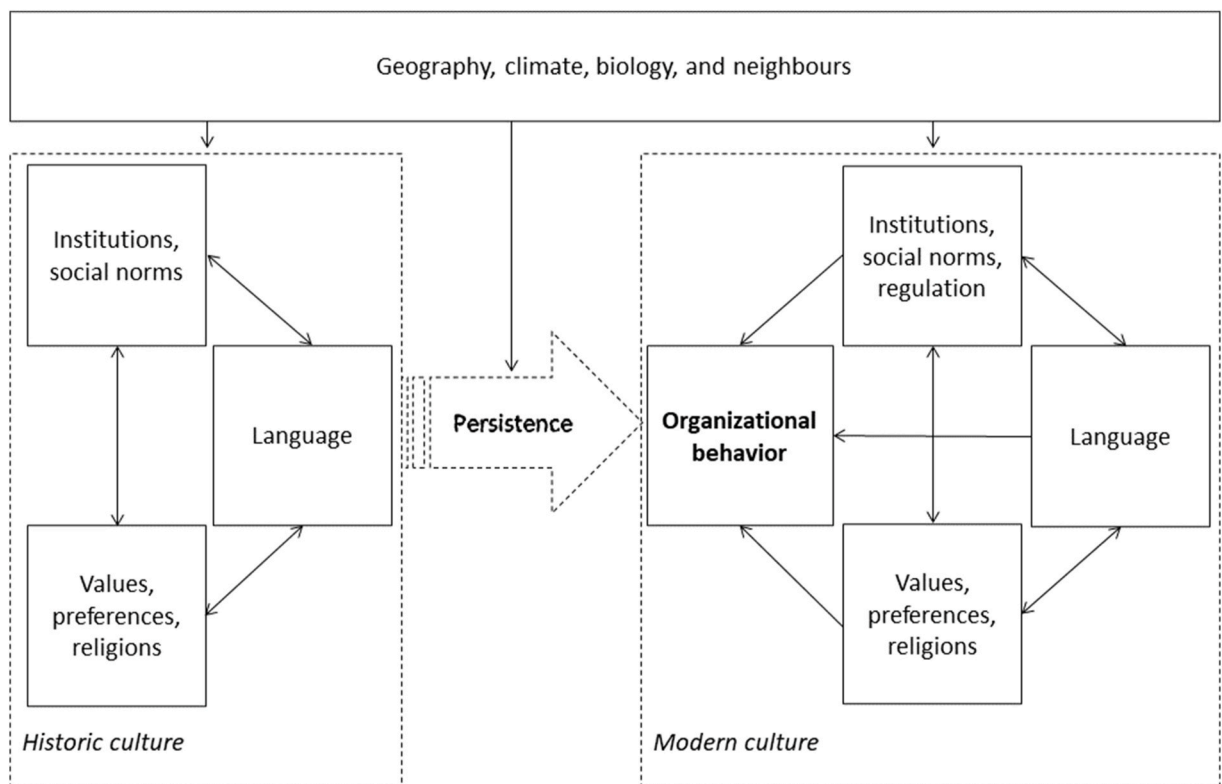 Geography, climate, biology, and neighbours
Institutions,
social norms
Language
Values,
preferences,
religions
Historic culture
Persistence
Institutions,
social norms,
regulation
Organizational
behavior
Language
Values,
preferences,
religions
Modern culture